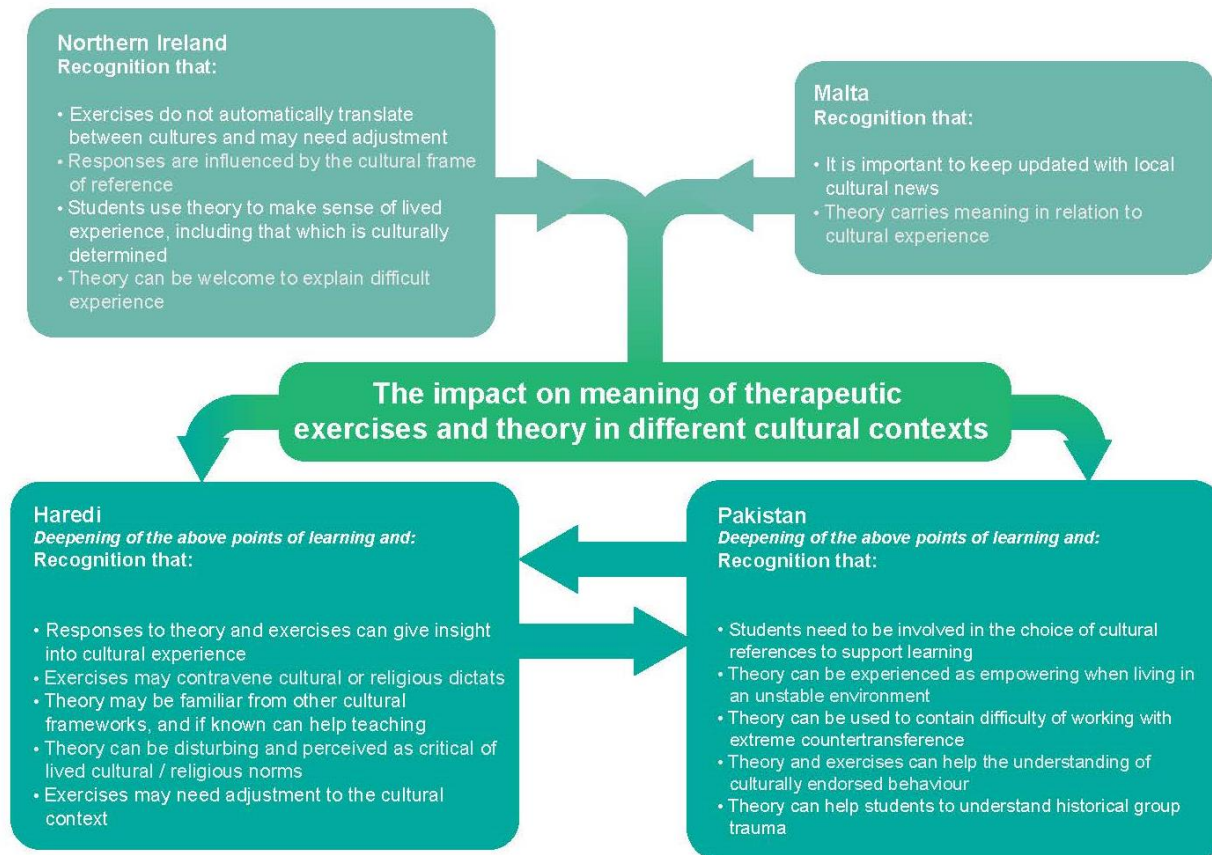 Northern Ireland
Recognition that:
• Exercises do not automatically translate
between cultures and may need adjustment
• Responses are influenced by the cultural frame
of reference
• Students use theory to make sense of lived
experience, including that which is culturally
determined
• Theory can be welcome to explain difficult
experience
Malta
Recognition that:
• It is important to keep updated with local
cultural news
• Theory carries meaning in relation to
cultural experience
The impact on meaning of therapeutic
exercises and theory in different cultural contexts
Haredi
Deepening of the above points of learning and:
Recognition that:
• Responses to theory and exercises can give insight
into cultural experience
• Exercises may contravene cultural or religious dictats
• Theory may be familiar from other cultural
frameworks, and if known can help teaching
• Theory can be disturbing and perceived as critical of
lived cultural / religious norms
• Exercises may need adjustment to the cultural
context
Pakistan
Deepening of the above points of learning and:
Recognition that:
• Students need to be involved in the choice of cultural
references to support learning
• Theory can be experienced as empowering when living in
an unstable environment
• Theory can be used to contain difficulty of working with
extreme countertransference
• Theory and exercises can help the understanding of
culturally endorsed behaviour
• Theory can help students to understand historical group
trauma